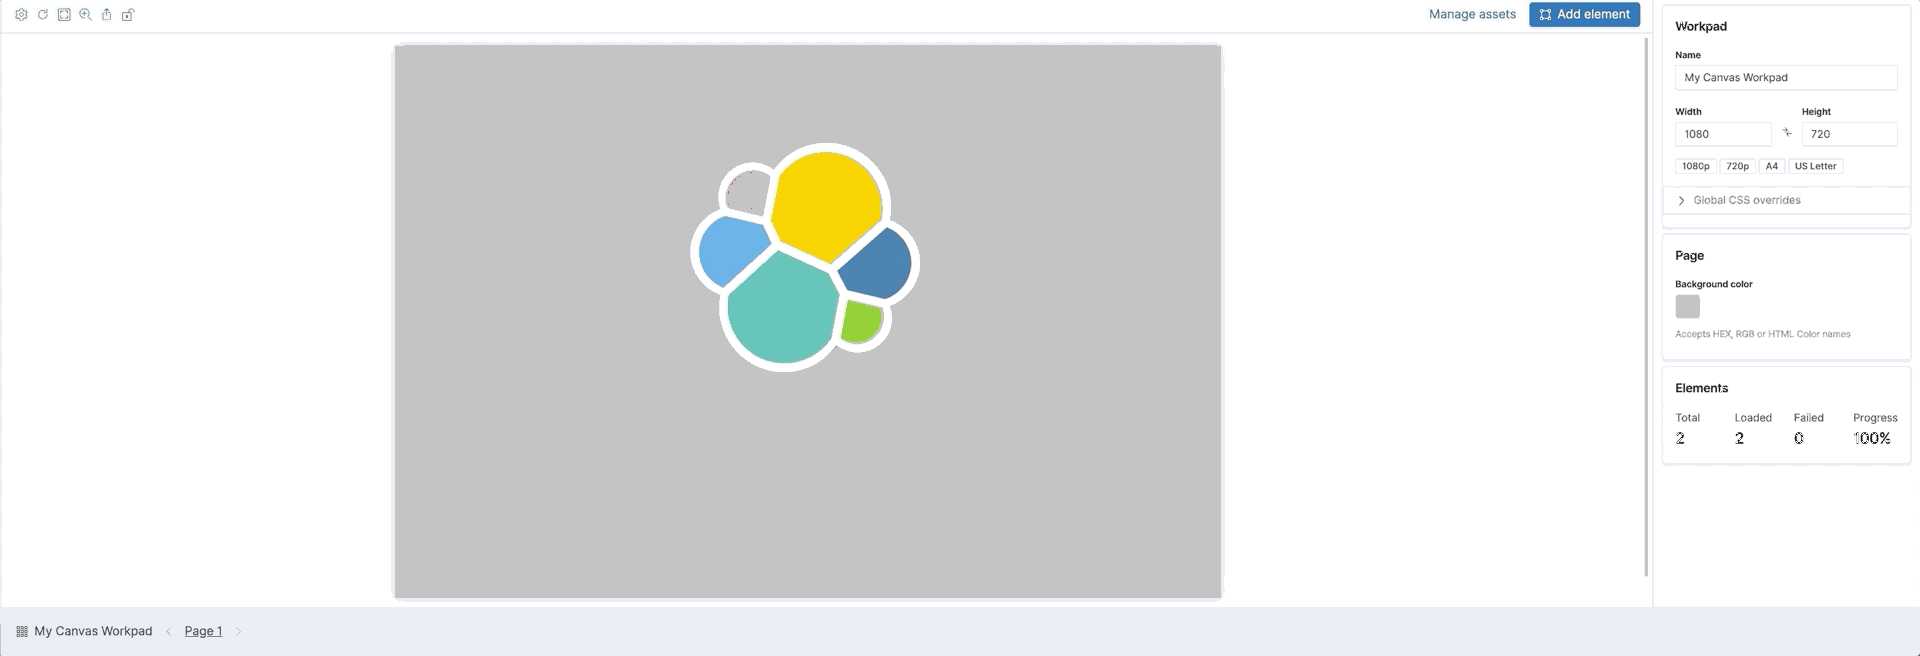 Manage assets
Add element
Workpad
Name
My Canvas Workpad
Width Height
1080 720
1080p 720p A4 US Letter
Global CSS overrides
Page
Background color
Accepts HEX, RGB or HTML Color names
Elements
Total Loaded Failed Progress
2 2 0 100%
My Canvas Workpad Page 1